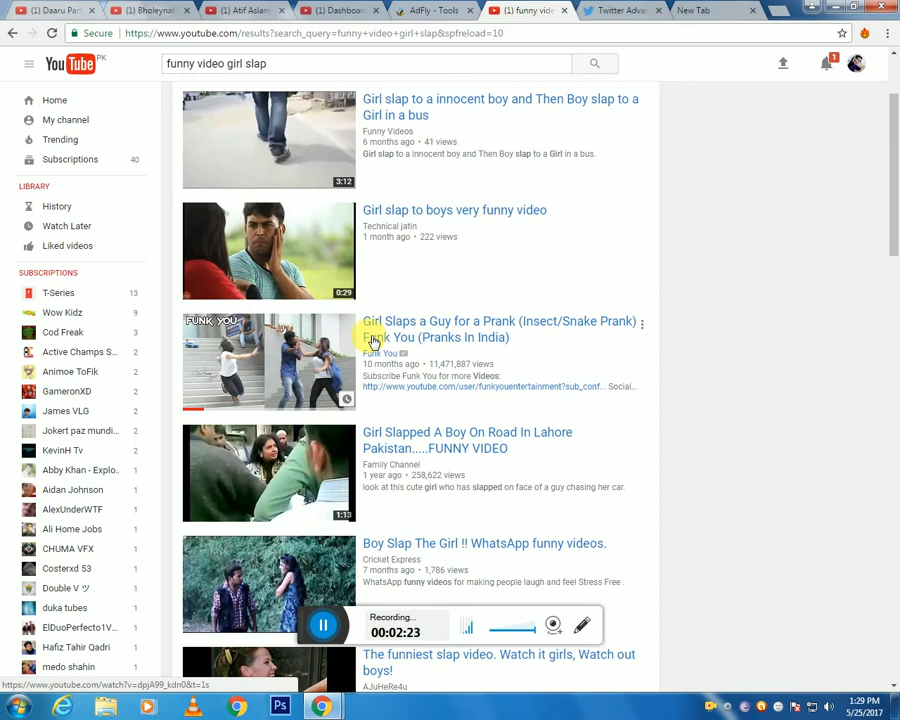 (1) Daaru Par
(1) Bholeynat
(1) Atif Aslam
(1) Dashboar
AdFly - Tools
(1) funny vide
Twitter Adva
New Tab
Secure https://www.youtube.com/results?search_query=funny+video+girl+slap&spfreload=10
YouTube PK
funny video girl slap
1
Home
My channel
Trending
Subscriptions 40
LIBRARY
History
Watch Later
Liked videos
SUBSCRIPTIONS
T-Series 13
Wow Kidz 9
Cod Freak 2
Active Champs S...
Animoe ToFik 2
GameronXD 2
James VLG 2
Jokert paz mundi...
KevinH Tv 2
Abby Khan - Explo.. 1
Aidan Johnson 1
AlexUnderWTF 1
Ali Home Jobs 1
CHUMA VFX 1
Costerxd 53 1
Double V ツ 1
duka tubes 1
ElDuoPerfecto1V... 1
Hafiz Tahir Qadri 1
medo shahin 1
Girl slap to a innocent boy and Then Boy slap to a
Girl in a bus
Funny Videos
6 months ago • 41 views
Girl slap to a innocent boy and Then Boy slap to a Girl in a bus.
3:12
Girl slap to boys very funny video
Technical jatin
1 month ago • 222 views
0:29
FUNK YOU
Girl Slaps a Guy for a Prank (Insect/Snake Prank)
Funk You (Pranks In India)
Funk You
10 months ago • 11,471,887 views
Subscribe Funk You for more Videos:
http://www.youtube.com/user/funkyouentertainment?sub_conf... Social...
Girl Slapped A Boy On Road In Lahore
Pakistan.....FUNNY VIDEO
Family Channel
1 year ago • 258,622 views
look at this cute girl who has slapped on face of a guy chasing her car.
1:13
Boy Slap The Girl !! WhatsApp funny videos.
Cricket Express
7 months ago • 1,786 views
WhatsApp funny videos for making people laugh and feel Stress Free .
Recording...
00:02:23
The funniest slap video. Watch it girls, Watch out
boys!
AJuHeRe4u
https://www.youtube.com/watch?v=dpjA99_kdn0&t=1s
Ps
1:29 PM
5/25/2017